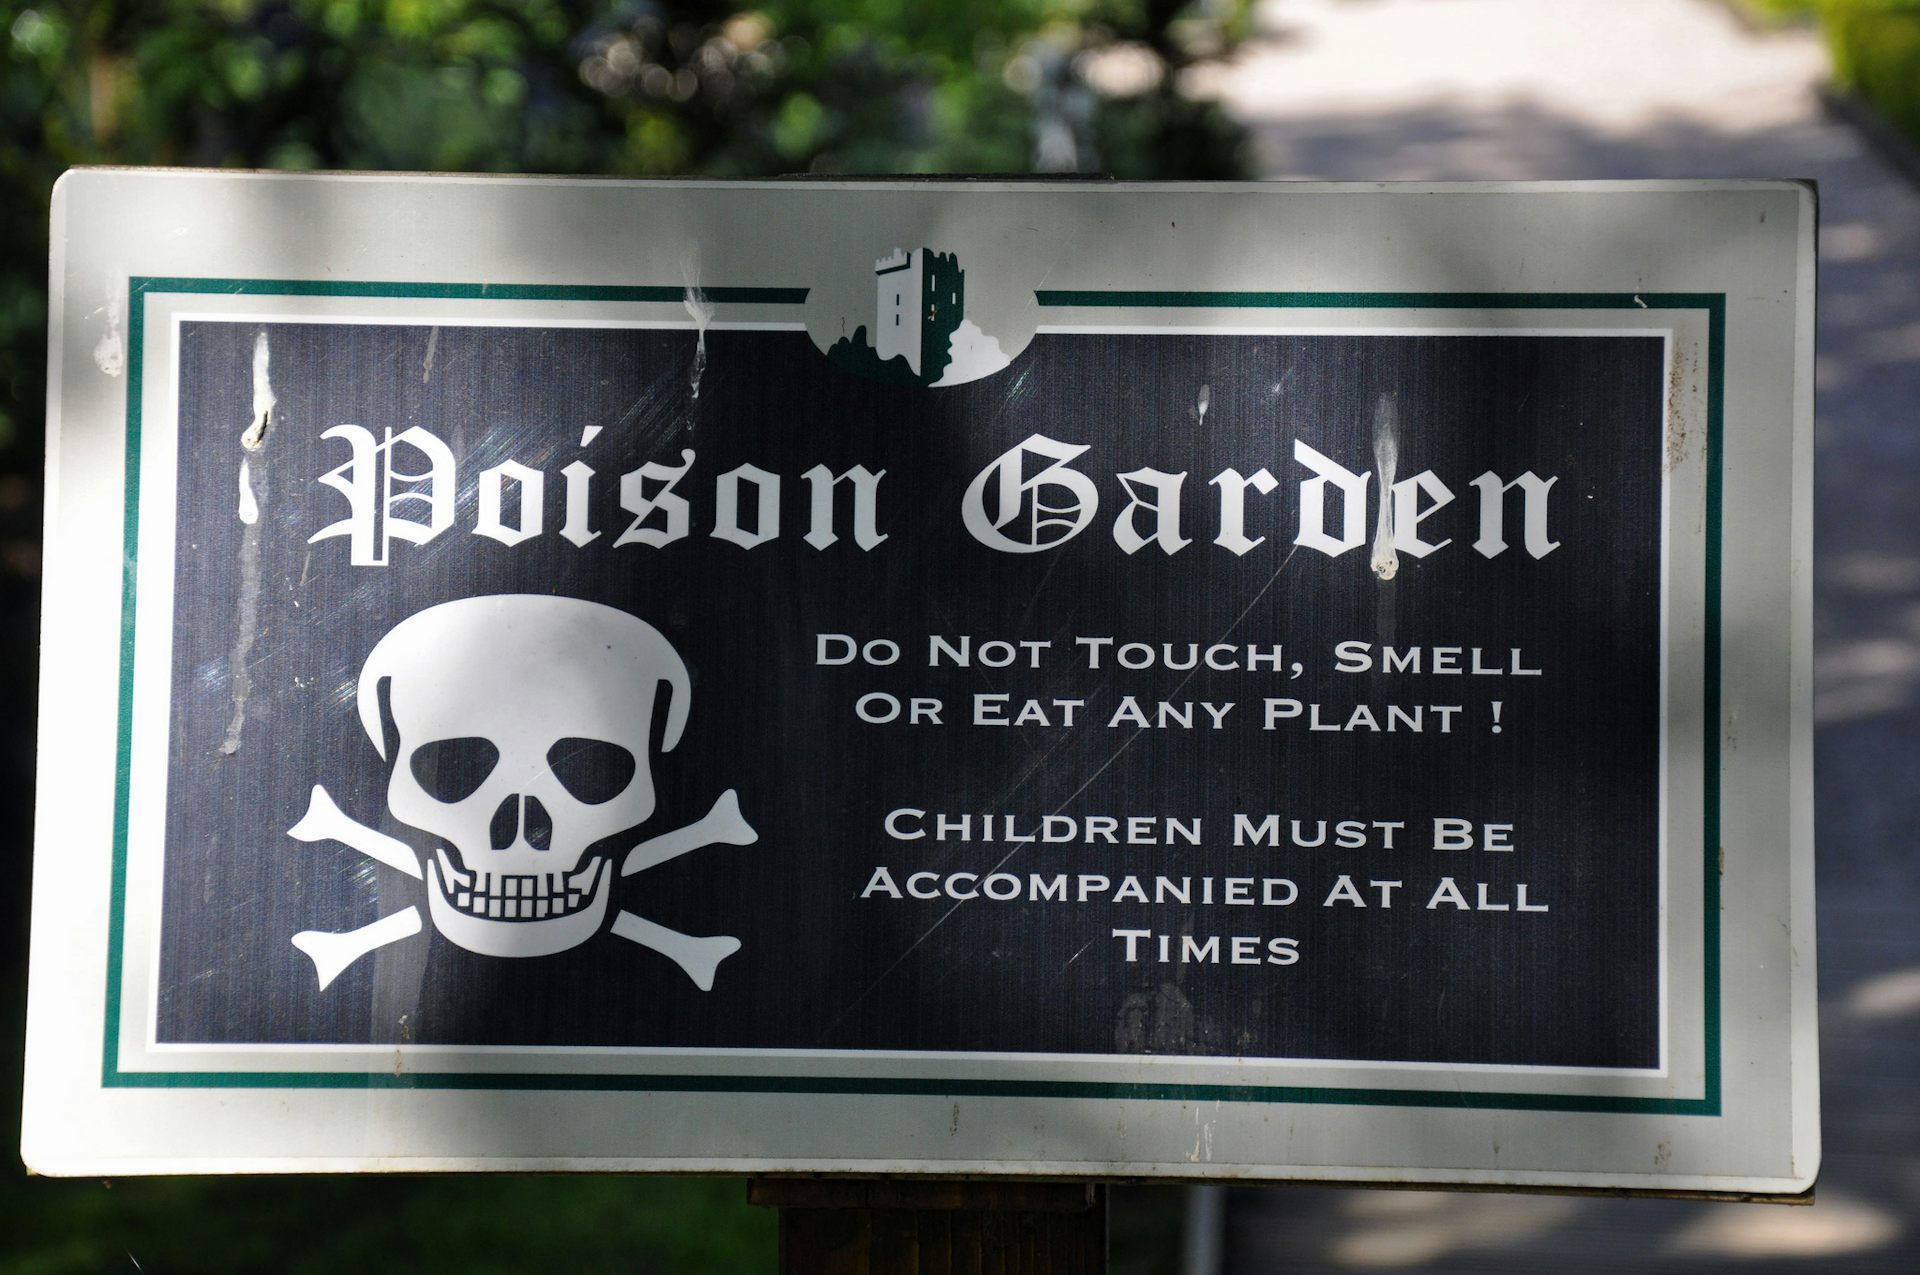 Poison Garden
Do Not Touch, Smell
Or Eat Any Plant !
Children Must Be
Accompanied At All
Times